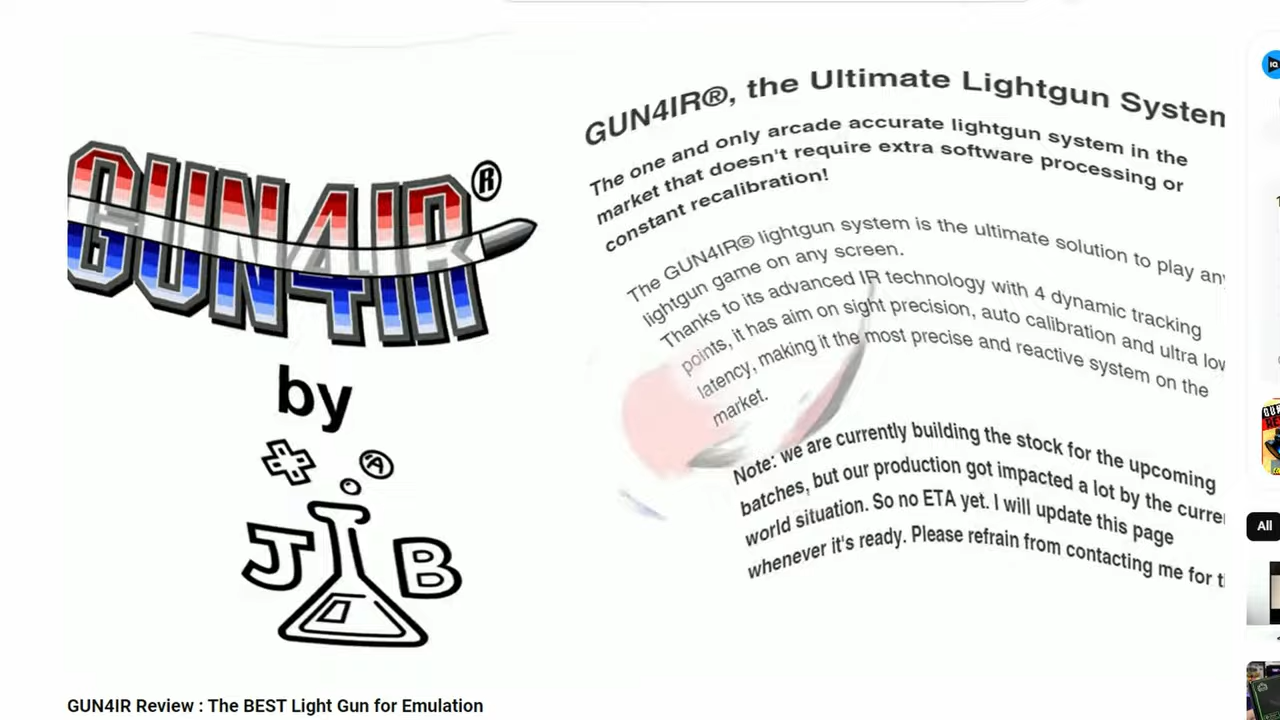 GUN4IR®
by
J B
A
GUN4IR®, the Ultimate Lightgun System
The one and only arcade accurate lightgun system in the
market that doesn't require extra software processing or
constant recalibration!
The GUN4IR® lightgun system is the ultimate solution to play any
lightgun game on any screen.
Thanks to its advanced IR technology with 4 dynamic tracking
points, it has aim on sight precision, auto calibration and ultra low
latency, making it the most precise and reactive system on the
market.
Note: we are currently building the stock for the upcoming
batches, but our production got impacted a lot by the curre
world situation. So no ETA yet. I will update this page
whenever it's ready. Please refrain from contacting me for t
GUN4IR Review : The BEST Light Gun for Emulation
All